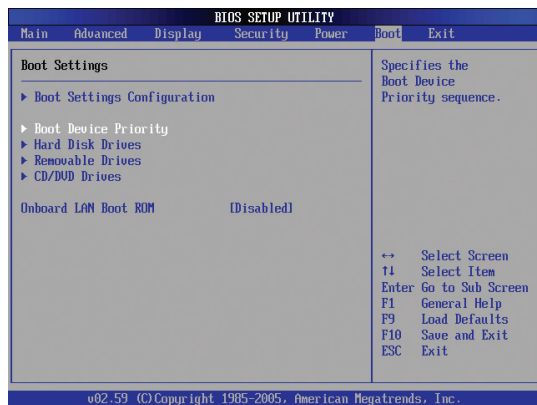 BIOS SETUP UTILITY
Main Advanced Display Security Power Boot Exit
Boot Settings
▶ Boot Settings Configuration
▶ Boot Device Priority
▶ Hard Disk Drives
▶ Removable Drives
▶ CD/DVD Drives
Onboard LAN Boot ROM [Disabled]
Specifies the
Boot Device
Priority sequence.
↔ Select Screen
↑↓ Select Item
Enter Go to Sub Screen
F1 General Help
F9 Load Defaults
F10 Save and Exit
ESC Exit
v02.59 (C)Copyright 1985-2005, American Megatrends, Inc.